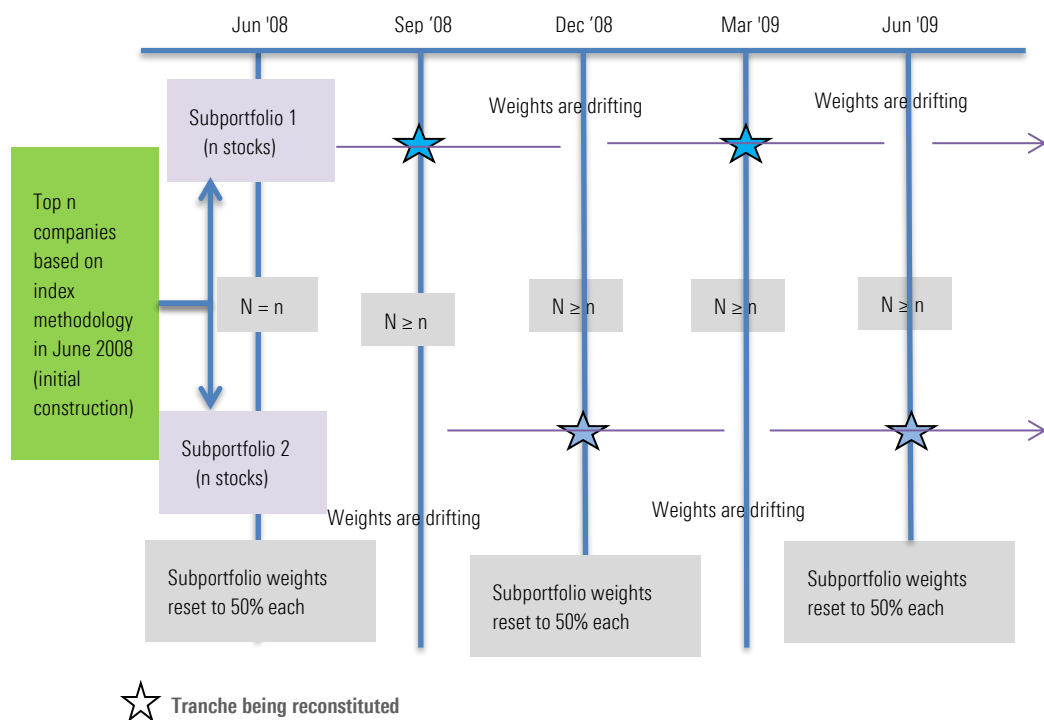 Jun '08
Sep '08
Dec '08
Mar '09
Jun '09
Weights are drifting
Weights are drifting
Subportfolio 1
(n stocks)
Top n
companies
based on
index
methodology
in June 2008
(initial
construction)
N = n
N ≥ n
N ≥ n
N ≥ n
N ≥ n
Subportfolio 2
(n stocks)
Weights are drifting
Weights are drifting
Subportfolio weights
reset to 50% each
Subportfolio weights
reset to 50% each
Subportfolio weights
reset to 50% each
Tranche being reconstituted